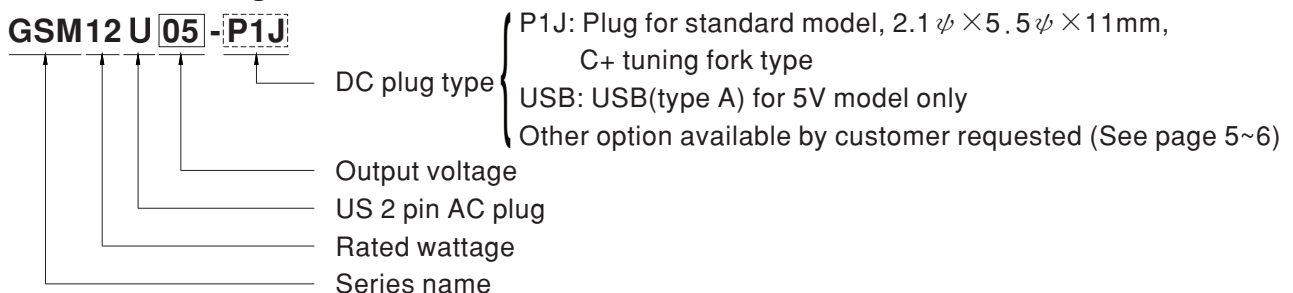 GSM12U05-P1J
DC plug type
P1J: Plug for standard model, 2.1ψ×5.5ψ×11mm,
C+ tuning fork type
USB: USB(type A) for 5V model only
Other option available by customer requested (See page 5~6)
Output voltage
US 2 pin AC plug
Rated wattage
Series name